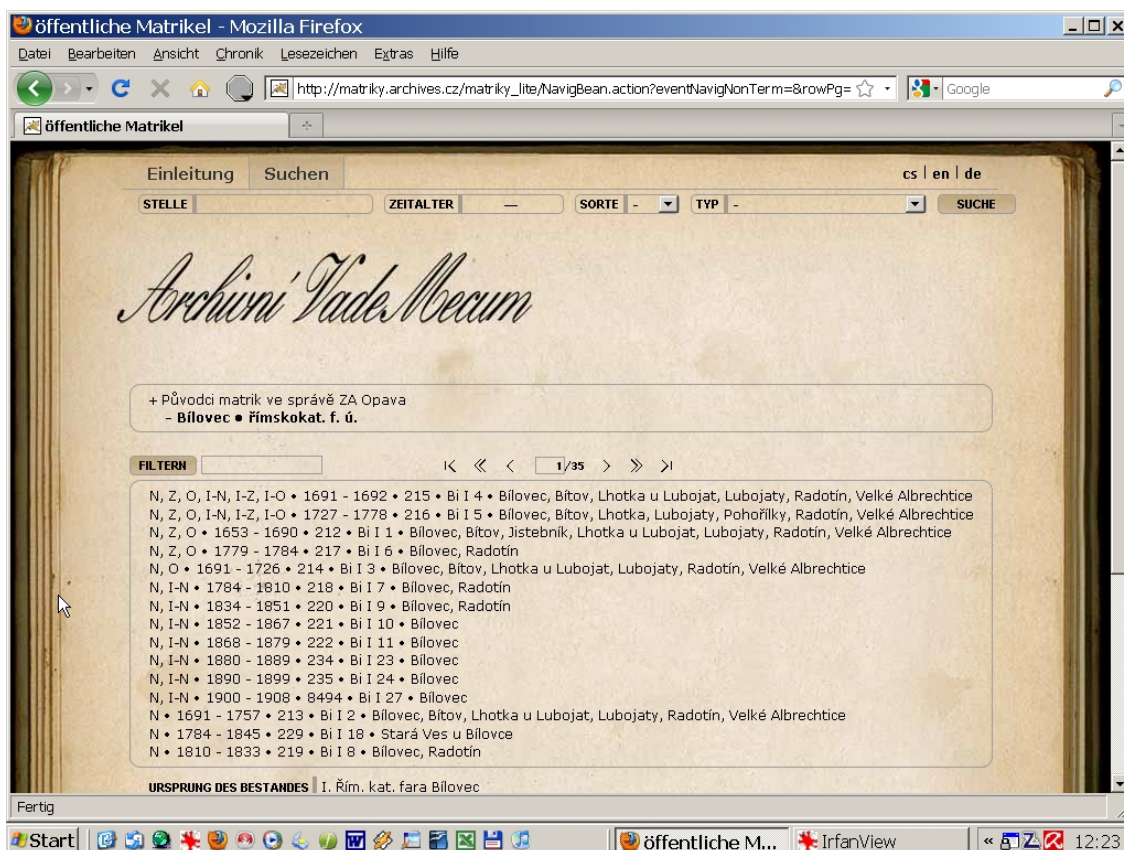 öffentliche Matrikel - Mozilla Firefox
Datei Bearbeiten Ansicht Chronik Lesezeichen Extras Hilfe
http://matriky.archives.cz/matriky_lite/NavigBean.action?eventNavigNonTerm=&rowPg= Google
öffentliche Matrikel
Einleitung Suchen cs | en | de
STELLE ZEITALTER — SORTE - TYP - SUCHE
Archivní Vade Mecum
+ Původci matrik ve správě ZA Opava
- Bílovec • římskokat. f. ú.
FILTERN 1/35
N, Z, O, I-N, I-Z, I-O • 1691 - 1692 • 215 • Bi I 4 • Bílovec, Bítov, Lhotka u Lubojat, Lubojaty, Radotín, Velké Albrechtice
N, Z, O, I-N, I-Z, I-O • 1727 - 1778 • 216 • Bi I 5 • Bílovec, Bítov, Lhotka, Lubojaty, Pohořílky, Radotín, Velké Albrechtice
N, Z, O • 1653 - 1690 • 212 • Bi I 1 • Bílovec, Bítov, Jistebník, Lhotka u Lubojat, Lubojaty, Radotín, Velké Albrechtice
N, Z, O • 1779 - 1784 • 217 • Bi I 6 • Bílovec, Radotín
N, O • 1691 - 1726 • 214 • Bi I 3 • Bílovec, Bítov, Lhotka u Lubojat, Lubojaty, Radotín, Velké Albrechtice
N, I-N • 1784 - 1810 • 218 • Bi I 7 • Bílovec, Radotín
N, I-N • 1834 - 1851 • 220 • Bi I 9 • Bílovec, Radotín
N, I-N • 1852 - 1867 • 221 • Bi I 10 • Bílovec
N, I-N • 1868 - 1879 • 222 • Bi I 11 • Bílovec
N, I-N • 1880 - 1889 • 234 • Bi I 23 • Bílovec
N, I-N • 1890 - 1899 • 235 • Bi I 24 • Bílovec
N, I-N • 1900 - 1908 • 8494 • Bi I 27 • Bílovec
N • 1691 - 1757 • 213 • Bi I 2 • Bílovec, Bítov, Lhotka u Lubojat, Lubojaty, Radotín, Velké Albrechtice
N • 1784 - 1845 • 229 • Bi I 18 • Stará Ves u Bílovce
N • 1810 - 1833 • 219 • Bi I 8 • Bílovec, Radotín
URSPRUNG DES BESTANDES I. Řím. kat. fara Bílovec
Fertig
Start öffentliche M... IrfanView 12:23